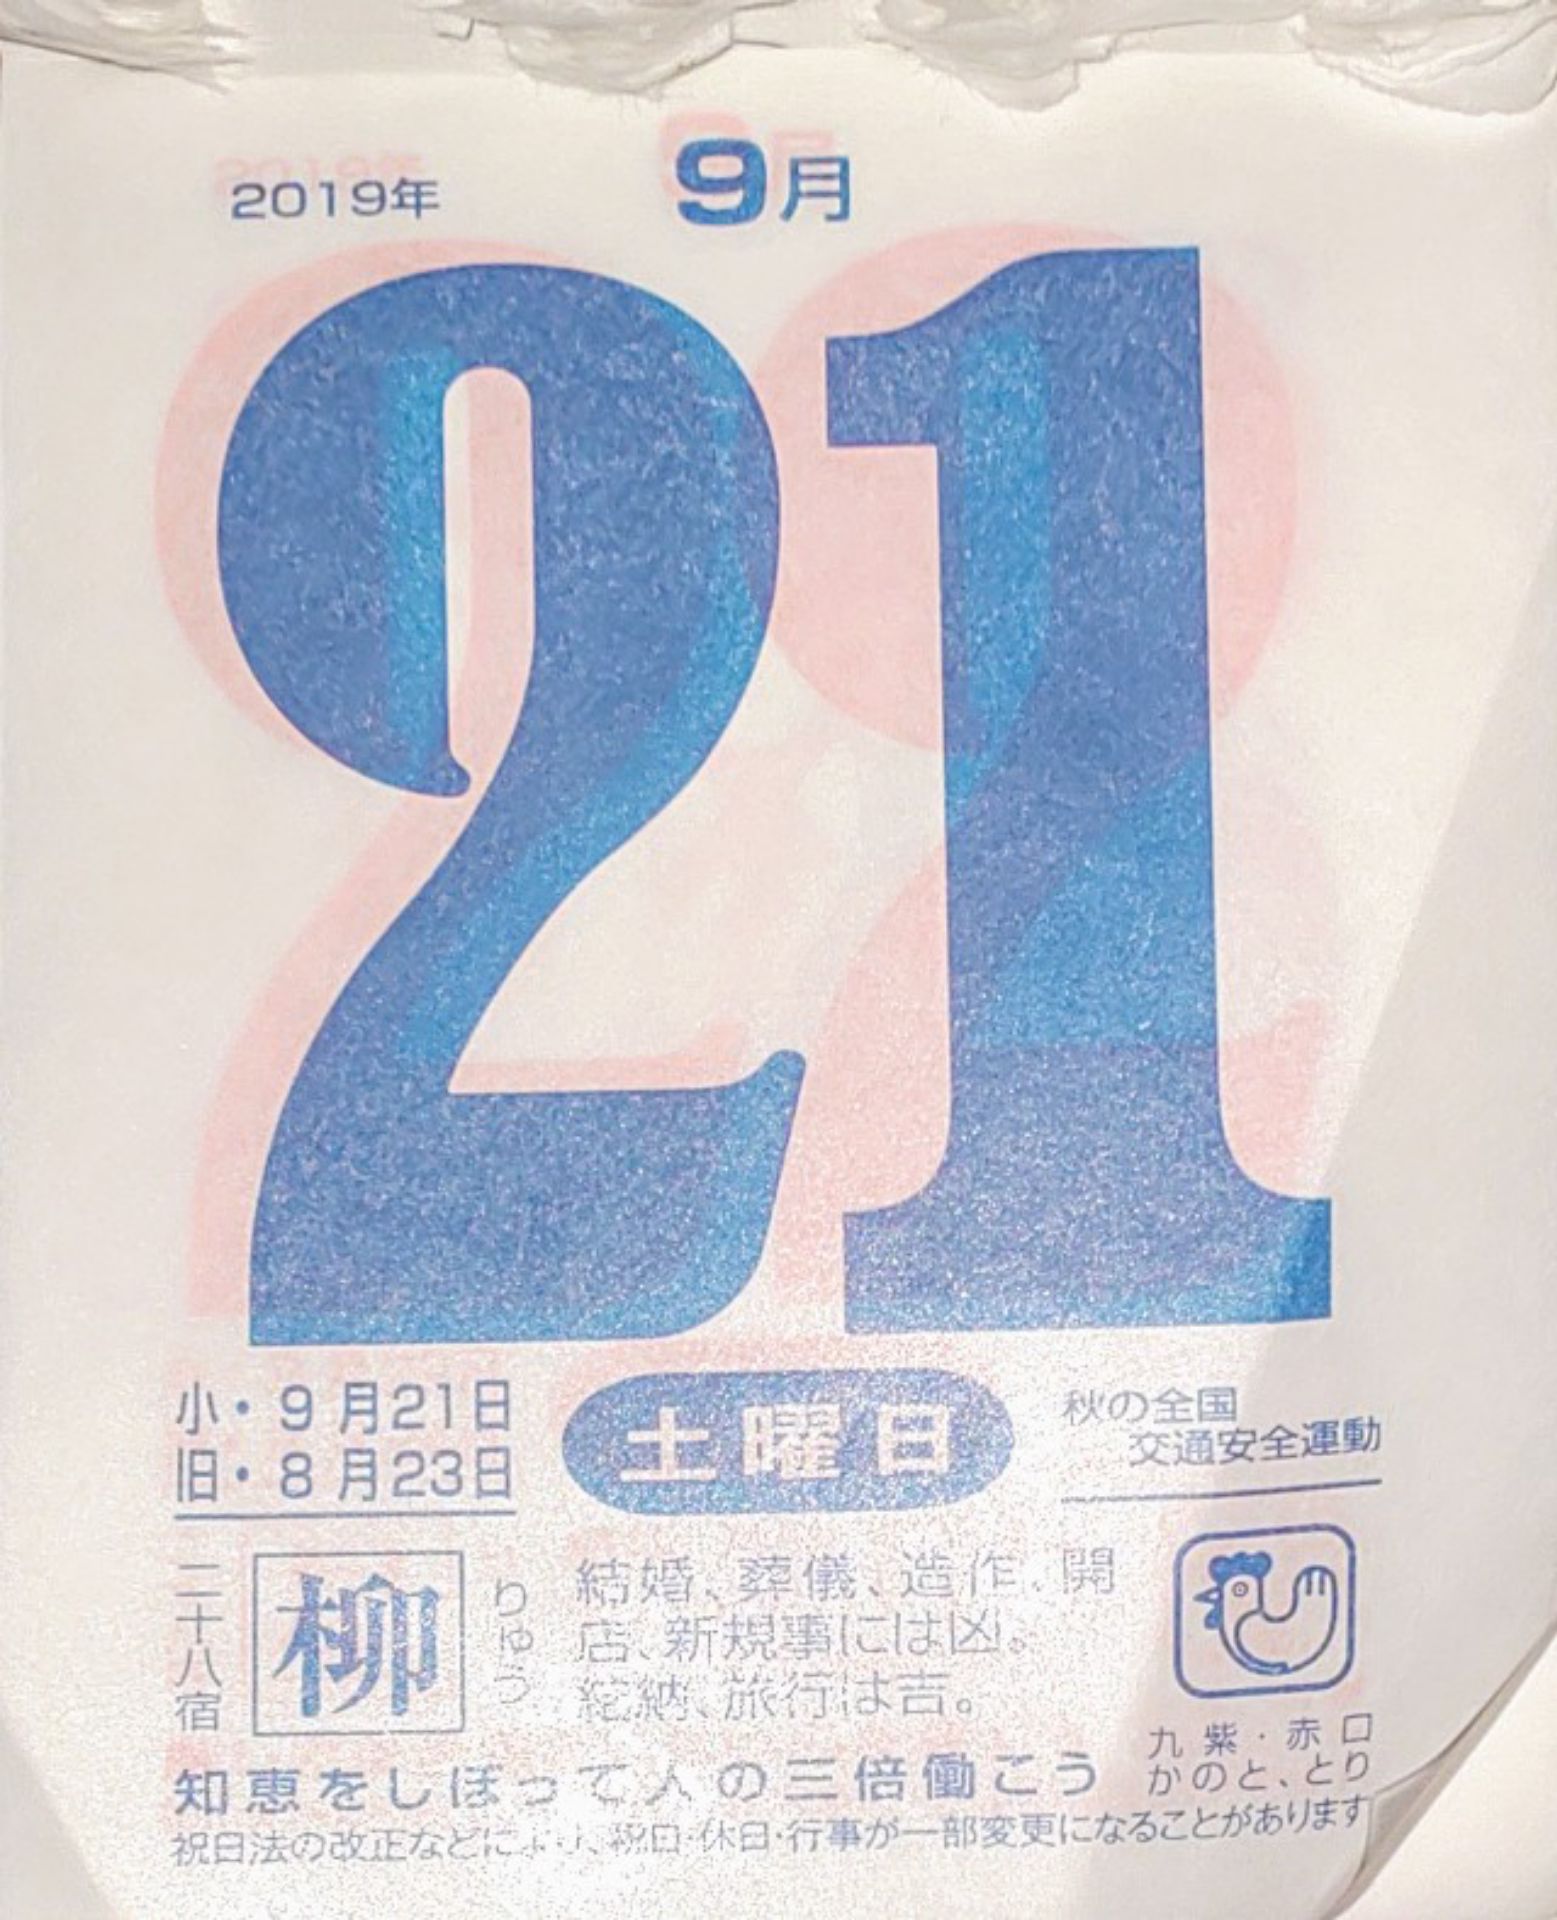 2019年 9月
21
小・9月21日
旧・8月23日
土曜日
秋の全国
交通安全運動
二十八宿
柳
りゅう
結婚、葬儀、造作、開
店、新規事には凶。
結納、旅行は吉。
九紫・赤口
かのと、とり
知恵をしぼって人の三倍働こう
祝日法の改正などにより、祝日・休日・行事が一部変更になることがあります